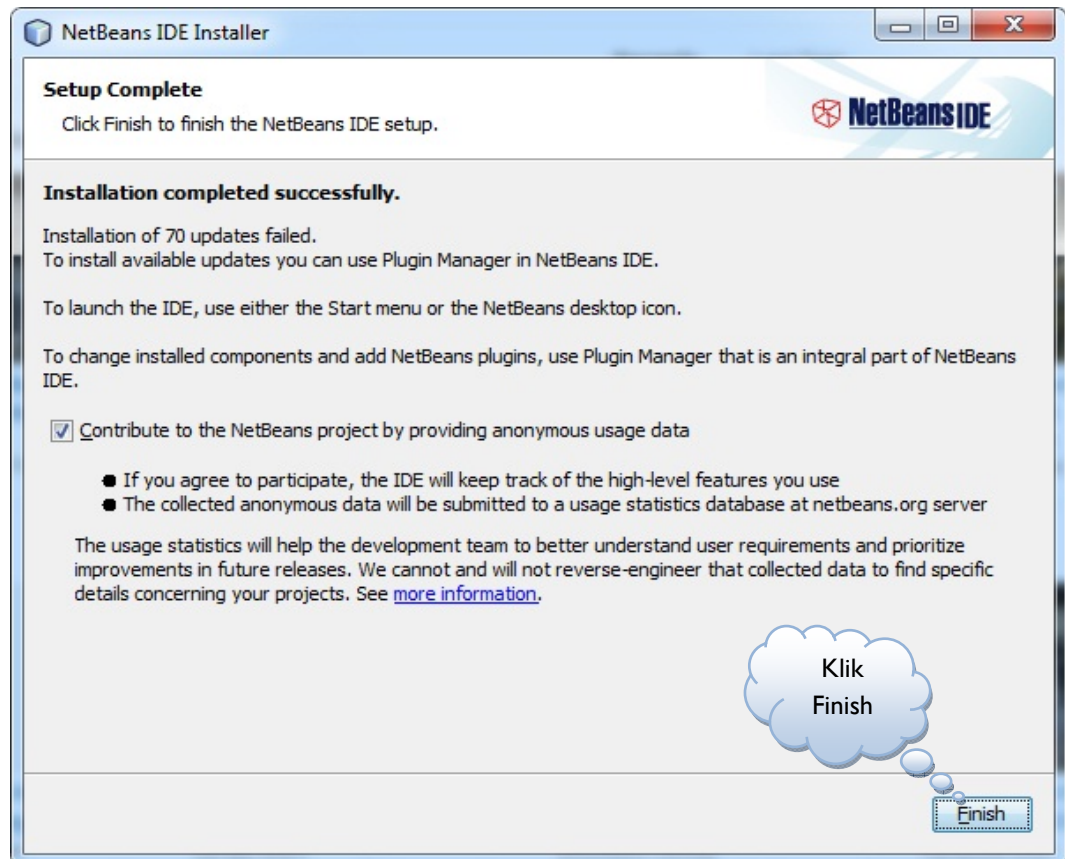 NetBeans IDE Installer
Setup Complete
Click Finish to finish the NetBeans IDE setup.
NetBeans IDE
Installation completed successfully.
Installation of 70 updates failed.
To install available updates you can use Plugin Manager in NetBeans IDE.
To launch the IDE, use either the Start menu or the NetBeans desktop icon.
To change installed components and add NetBeans plugins, use Plugin Manager that is an integral part of NetBeans
IDE.
Contribute to the NetBeans project by providing anonymous usage data
If you agree to participate, the IDE will keep track of the high-level features you use
The collected anonymous data will be submitted to a usage statistics database at netbeans.org server
The usage statistics will help the development team to better understand user requirements and prioritize
improvements in future releases. We cannot and will not reverse-engineer that collected data to find specific
details concerning your projects. See more information.
Klik
Finish
Finish